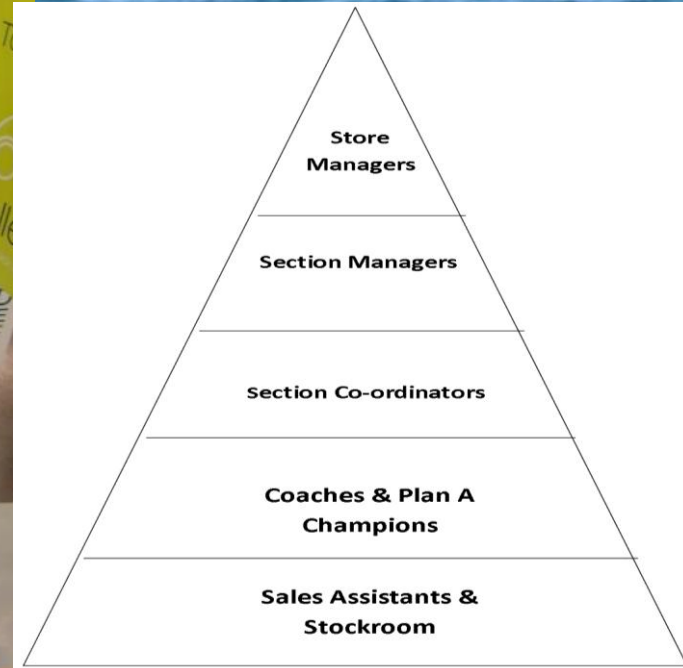 Store
Managers
Section Managers
Section Co-ordinators
Coaches & Plan A
Champions
Sales Assistants &
Stockroom